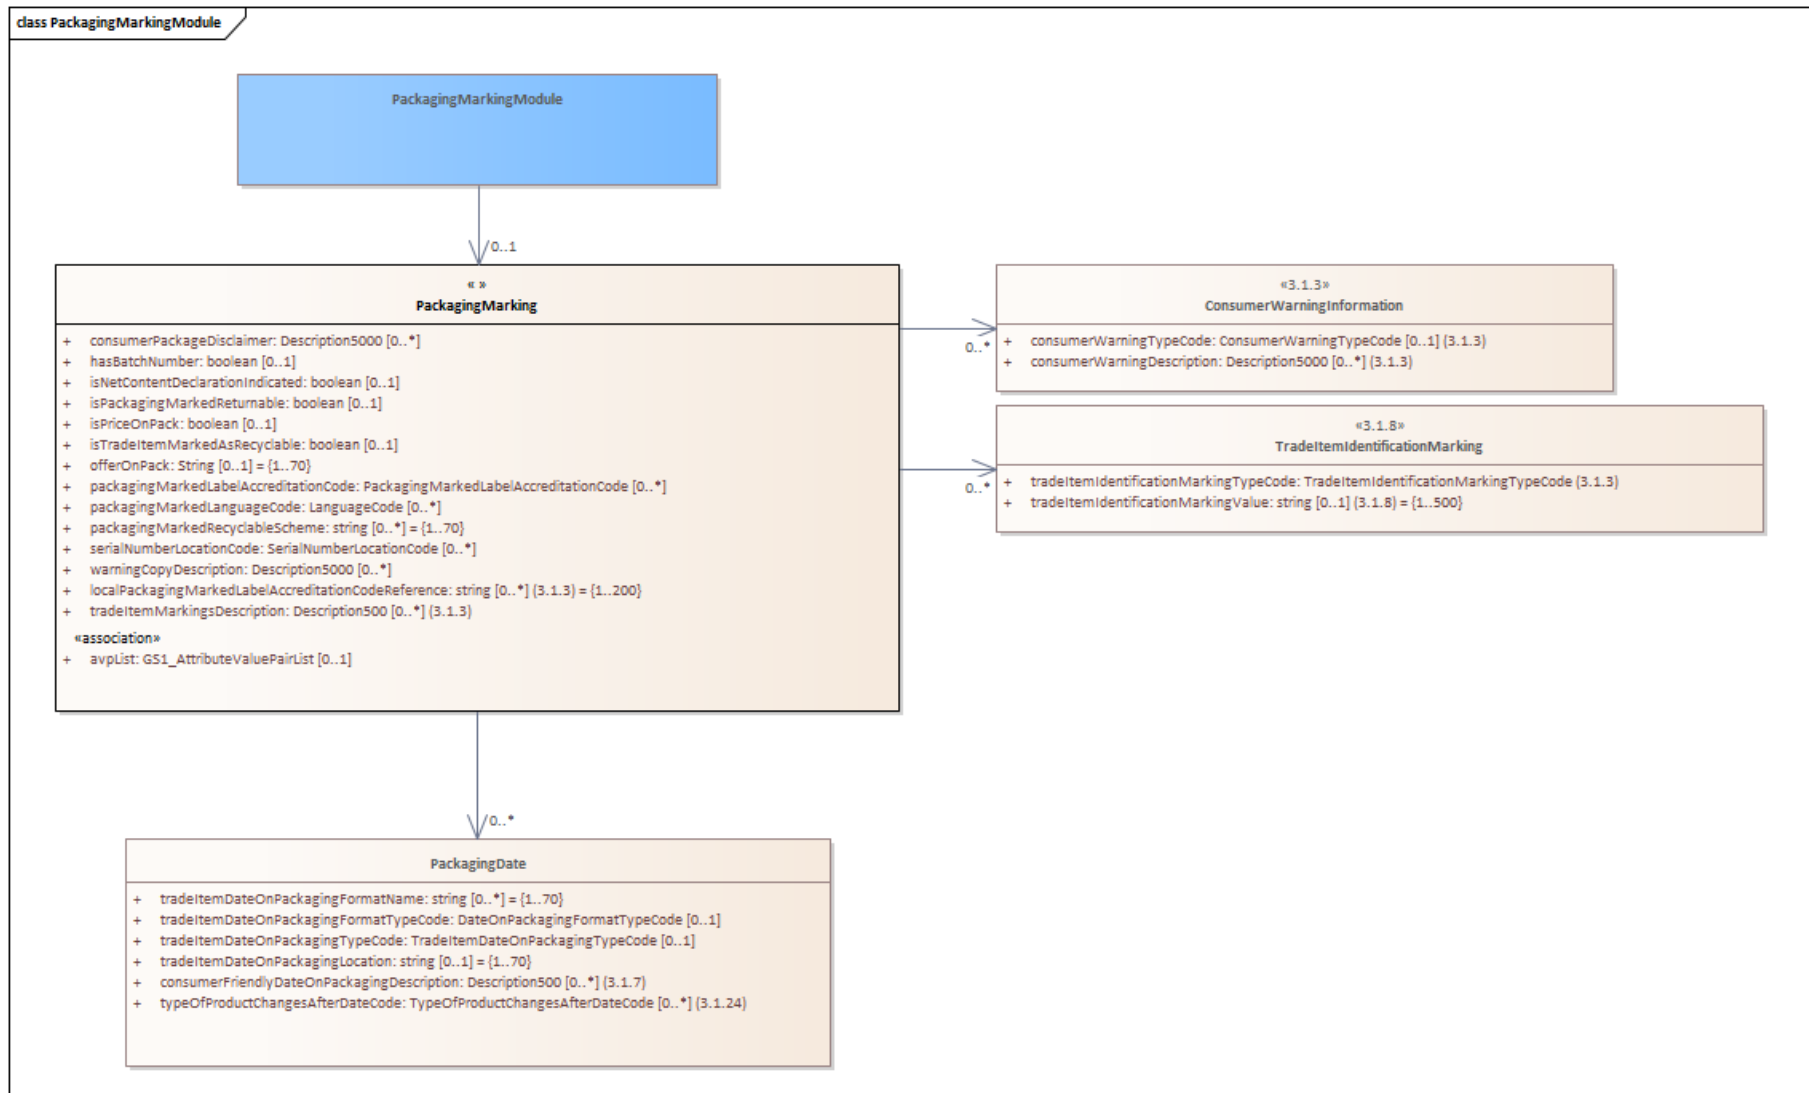 class PackagingMarkingModule
PackagingMarkingModule
0..1
« »
PackagingMarking
+ consumerPackageDisclaimer: Description5000 [0..*]
+ hasBatchNumber: boolean [0..1]
+ isNetContentDeclarationIndicated: boolean [0..1]
+ isPackagingMarkedReturnable: boolean [0..1]
+ isPriceOnPack: boolean [0..1]
+ isTradeItemMarkedAsRecyclable: boolean [0..1]
+ offerOnPack: String [0..1] = {1..70}
+ packagingMarkedLabelAccreditationCode: PackagingMarkedLabelAccreditationCode [0..*]
+ packagingMarkedLanguageCode: LanguageCode [0..*]
+ packagingMarkedRecyclableScheme: string [0..*] = {1..70}
+ serialNumberLocationCode: SerialNumberLocationCode [0..*]
+ warningCopyDescription: Description5000 [0..*]
+ localPackagingMarkedLabelAccreditationCodeReference: string [0..*] (3.1.3) = {1..200}
+ tradeItemMarkingsDescription: Description500 [0..*] (3.1.3)
«association»
+ avpList: GS1_AttributeValuePairList [0..1]
0..*
«3.1.3»
ConsumerWarningInformation
+ consumerWarningTypeCode: ConsumerWarningTypeCode [0..1] (3.1.3)
+ consumerWarningDescription: Description5000 [0..*] (3.1.3)
0..*
«3.1.8»
TradeItemIdentificationMarking
+ tradeItemIdentificationMarkingTypeCode: TradeItemIdentificationMarkingTypeCode (3.1.3)
+ tradeItemIdentificationMarkingValue: string [0..1] (3.1.8) = {1..500}
0..*
PackagingDate
+ tradeItemDateOnPackagingFormatName: string [0..*] = {1..70}
+ tradeItemDateOnPackagingFormatTypeCode: DateOnPackagingFormatTypeCode [0..1]
+ tradeItemDateOnPackagingTypeCode: TradeItemDateOnPackagingTypeCode [0..1]
+ tradeItemDateOnPackagingLocation: string [0..1] = {1..70}
+ consumerFriendlyDateOnPackagingDescription: Description500 [0..*] (3.1.7)
+ typeOfProductChangesAfterDateCode: TypeOfProductChangesAfterDateCode [0..*] (3.1.24)